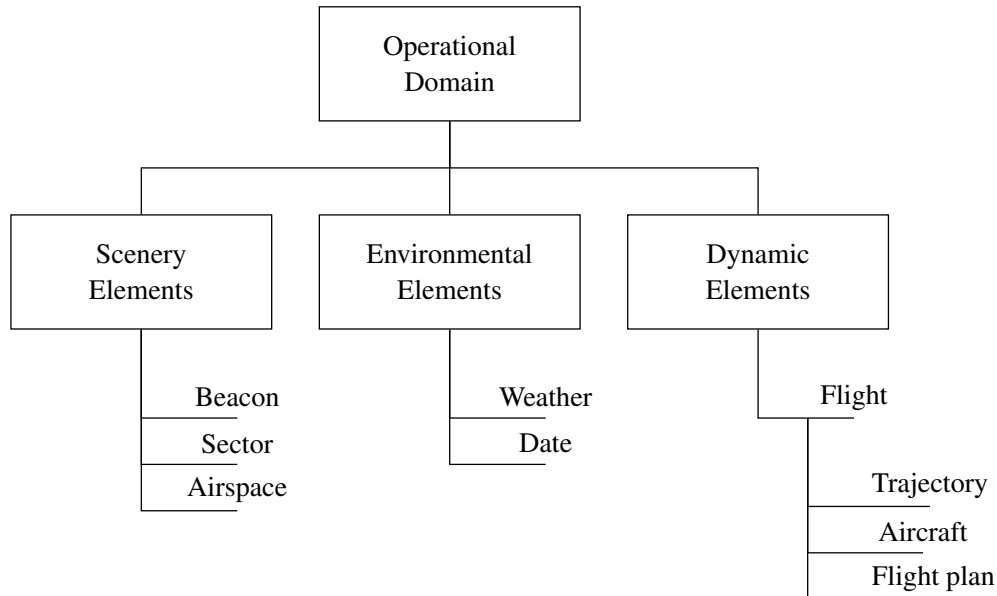 Operational
Domain
Scenery
Elements
Environmental
Elements
Dynamic
Elements
Beacon
Sector
Airspace
Weather
Date
Flight
Trajectory
Aircraft
Flight plan